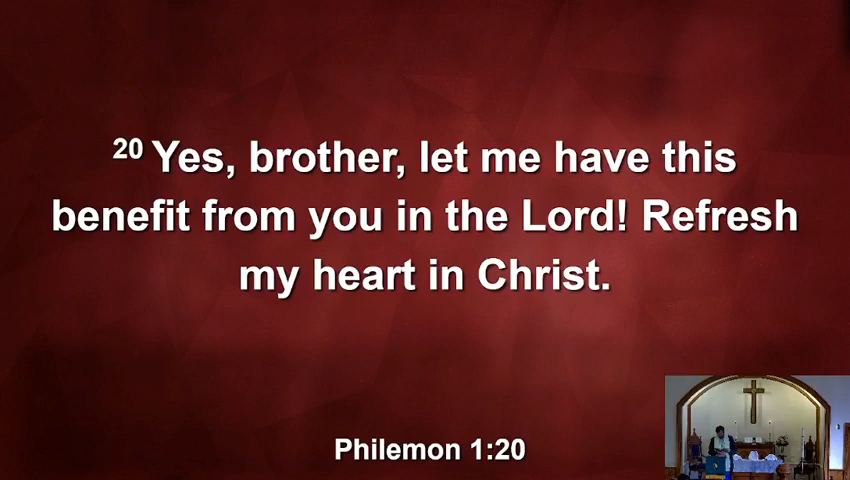 20 Yes, brother, let me have this
benefit from you in the Lord! Refresh
my heart in Christ.
Philemon 1:20